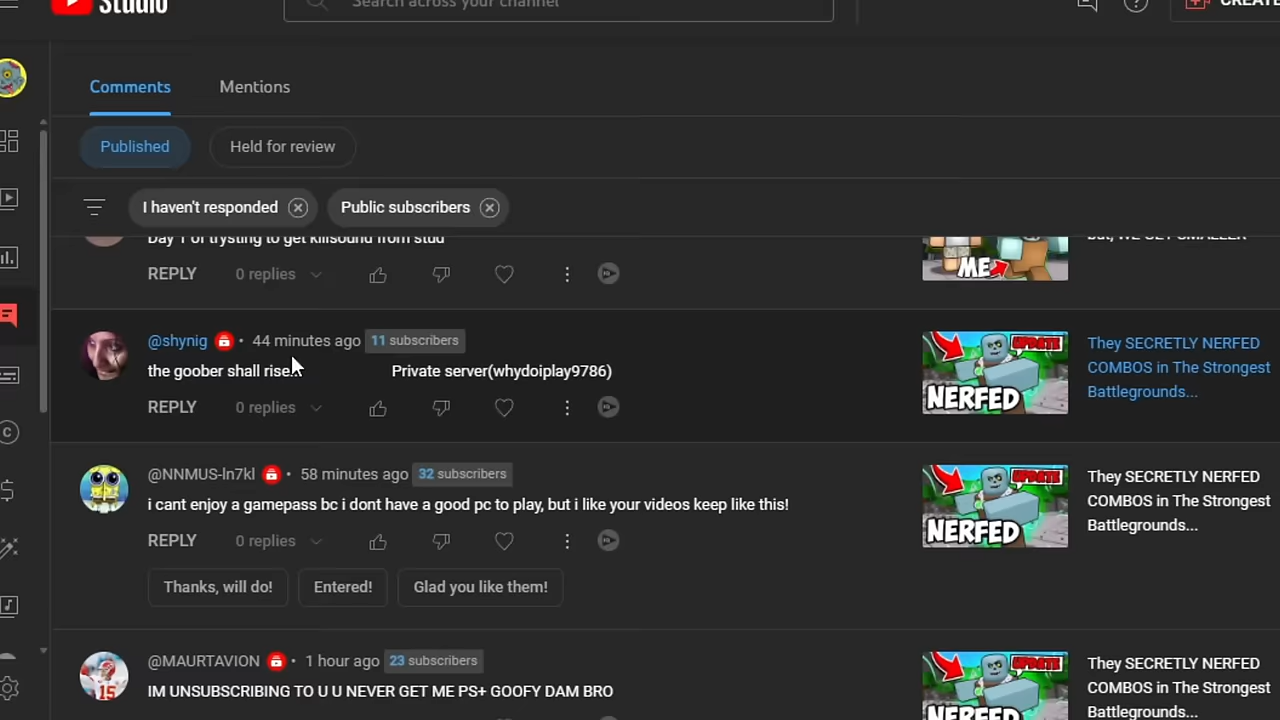 Studio
Search across your channel
CREATE
Comments
Mentions
Published
Held for review
I haven't responded
Public subscribers
Day 1 of trysting to get killsound from stud
REPLY
0 replies
ME
@shynig • 44 minutes ago 11 subscribers
the goober shall rise.
Private server(whydoiplay9786)
REPLY
0 replies
UPDATE
NERFED
They SECRETLY NERFED
COMBOS in The Strongest
Battlegrounds...
@NNMUS-ln7kl • 58 minutes ago 32 subscribers
i cant enjoy a gamepass bc i dont have a good pc to play, but i like your videos keep like this!
REPLY
0 replies
Thanks, will do!
Entered!
Glad you like them!
UPDATE
NERFED
They SECRETLY NERFED
COMBOS in The Strongest
Battlegrounds...
@MAURTAVION • 1 hour ago 23 subscribers
IM UNSUBSCRIBING TO U U NEVER GET ME PS+ GOOFY DAM BRO
15
UPDATE
NERFED
They SECRETLY NERFED
COMBOS in The Strongest
Battlegrounds...